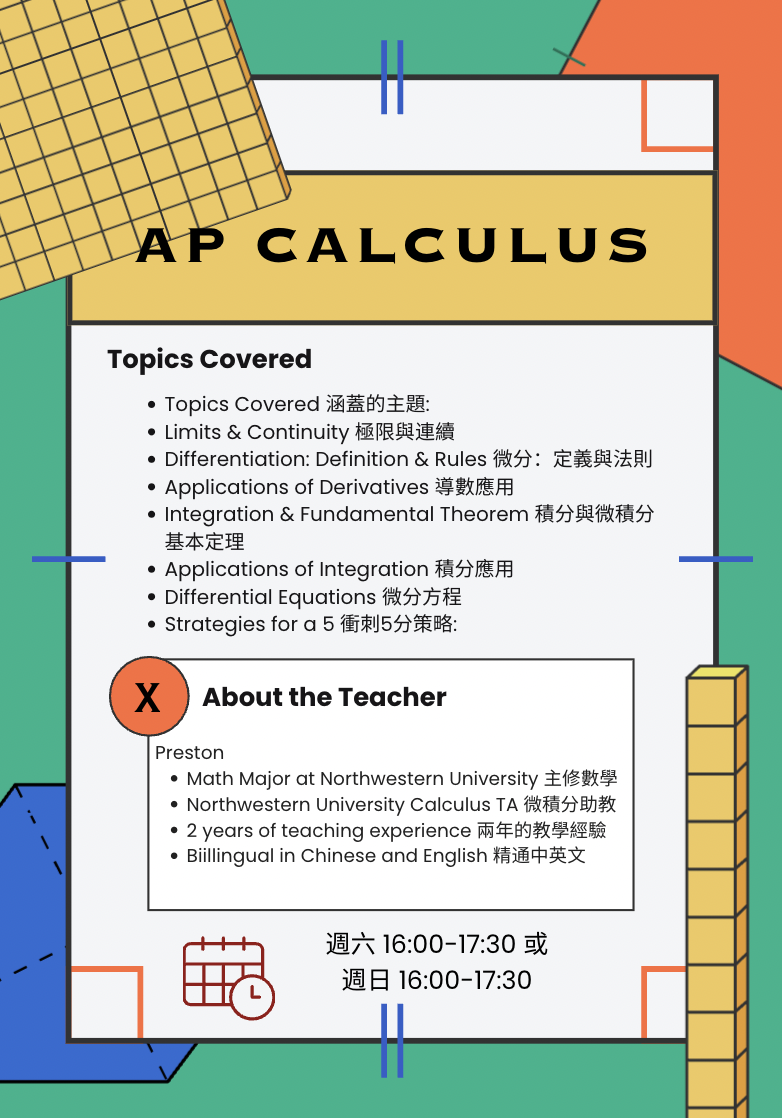 AP CALCULUS
Topics Covered
Topics Covered 涵蓋的主題:
Limits & Continuity 極限與連續
Differentiation: Definition & Rules 微分：定義與法則
Applications of Derivatives 導數應用
Integration & Fundamental Theorem 積分與微積分
基本定理
Applications of Integration 積分應用
Differential Equations 微分方程
Strategies for a 5 衝刺5分策略:
X
About the Teacher
Preston
Math Major at Northwestern University 主修數學
Northwestern University Calculus TA 微積分助教
2 years of teaching experience 兩年的教學經驗
Biillingual in Chinese and English 精通中英文
週六 16:00-17:30 或
週日 16:00-17:30